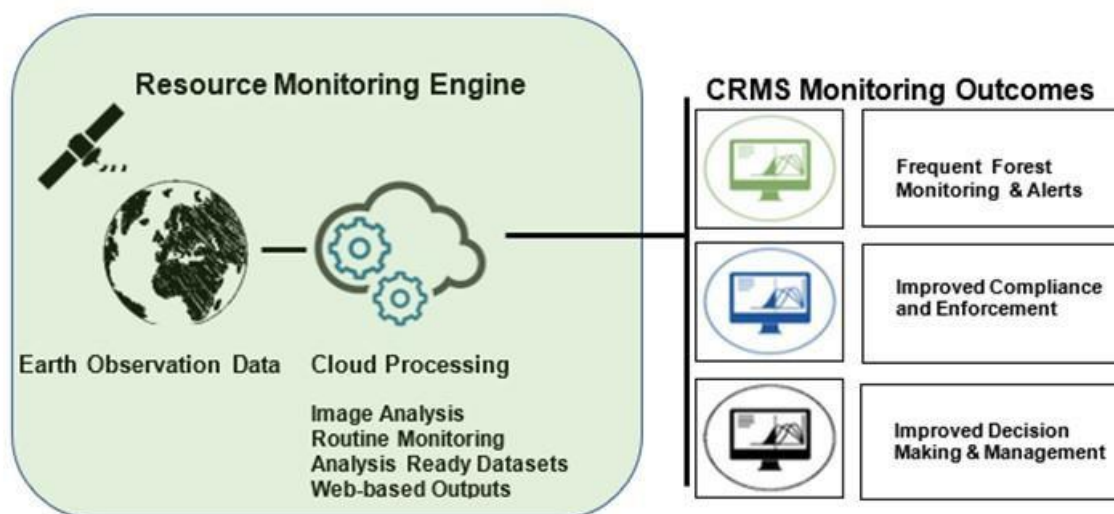 Resource Monitoring Engine
Earth Observation Data
Cloud Processing
Image Analysis
Routine Monitoring
Analysis Ready Datasets
Web-based Outputs
CRMS Monitoring Outcomes
Frequent Forest
Monitoring & Alerts
Improved Compliance
and Enforcement
Improved Decision
Making & Management